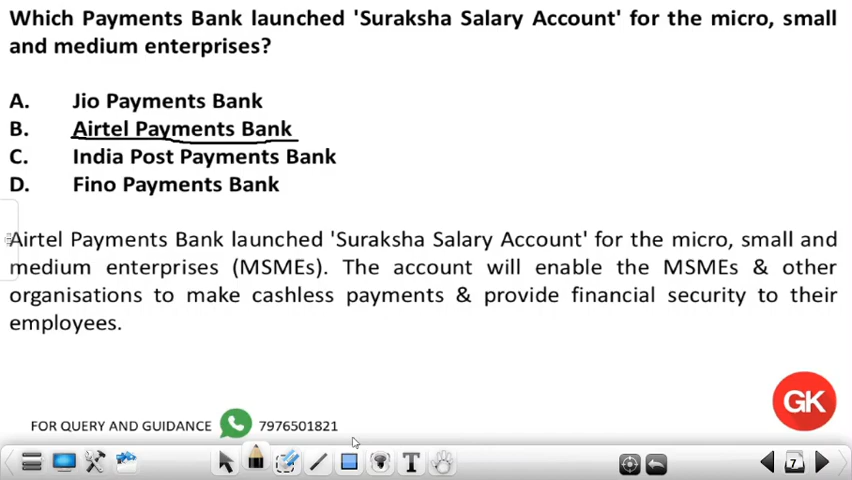 Which Payments Bank launched 'Suraksha Salary Account' for the micro, small
and medium enterprises?
A. Jio Payments Bank
B. Airtel Payments Bank
C. India Post Payments Bank
D. Fino Payments Bank
Airtel Payments Bank launched 'Suraksha Salary Account' for the micro, small and
medium enterprises (MSMEs). The account will enable the MSMEs & other
organisations to make cashless payments & provide financial security to their
employees.
GK
FOR QUERY AND GUIDANCE 7976501821
T 7